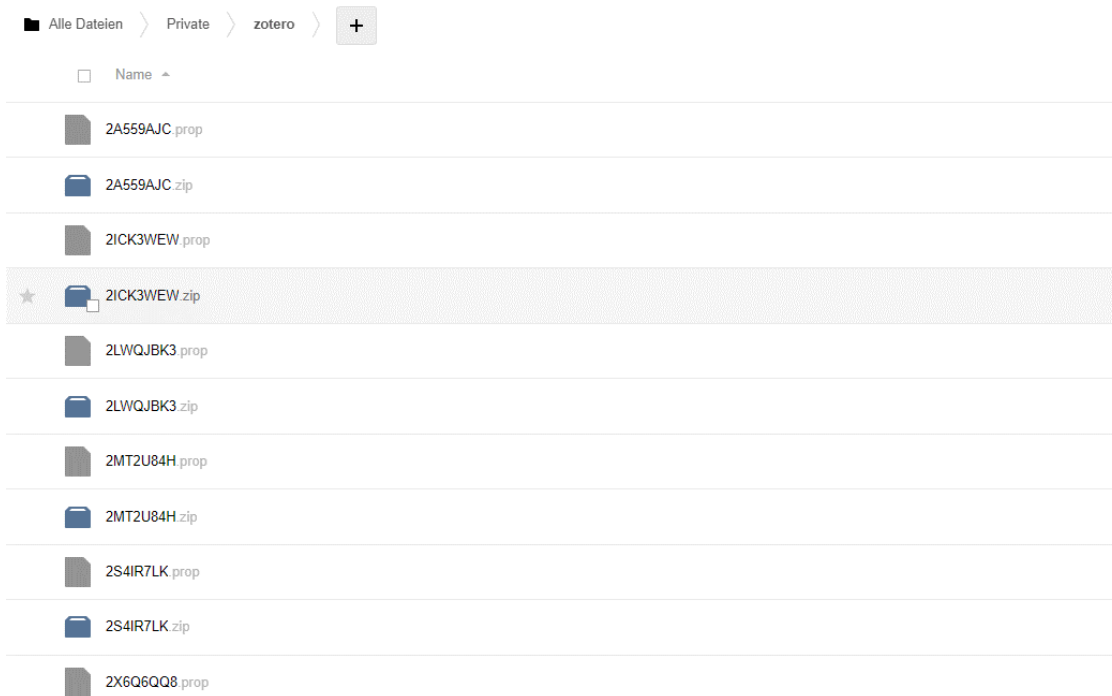 Alle Dateien Private zotero +
Name
2A559AJC.prop
2A559AJC.zip
2ICK3WEW.prop
2ICK3WEW.zip
2LWQJBK3.prop
2LWQJBK3.zip
2MT2U84H.prop
2MT2U84H.zip
2S4IR7LK.prop
2S4IR7LK.zip
2X6Q6QQ8.prop